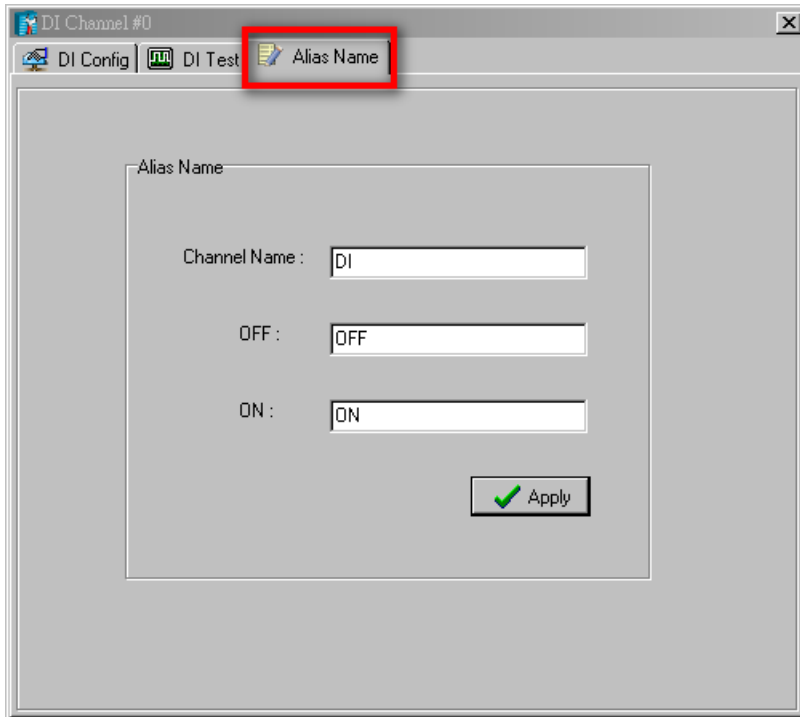 DI Channel #0
DI Config DI Test Alias Name
Alias Name
Channel Name : DI
OFF : OFF
ON : ON
Apply